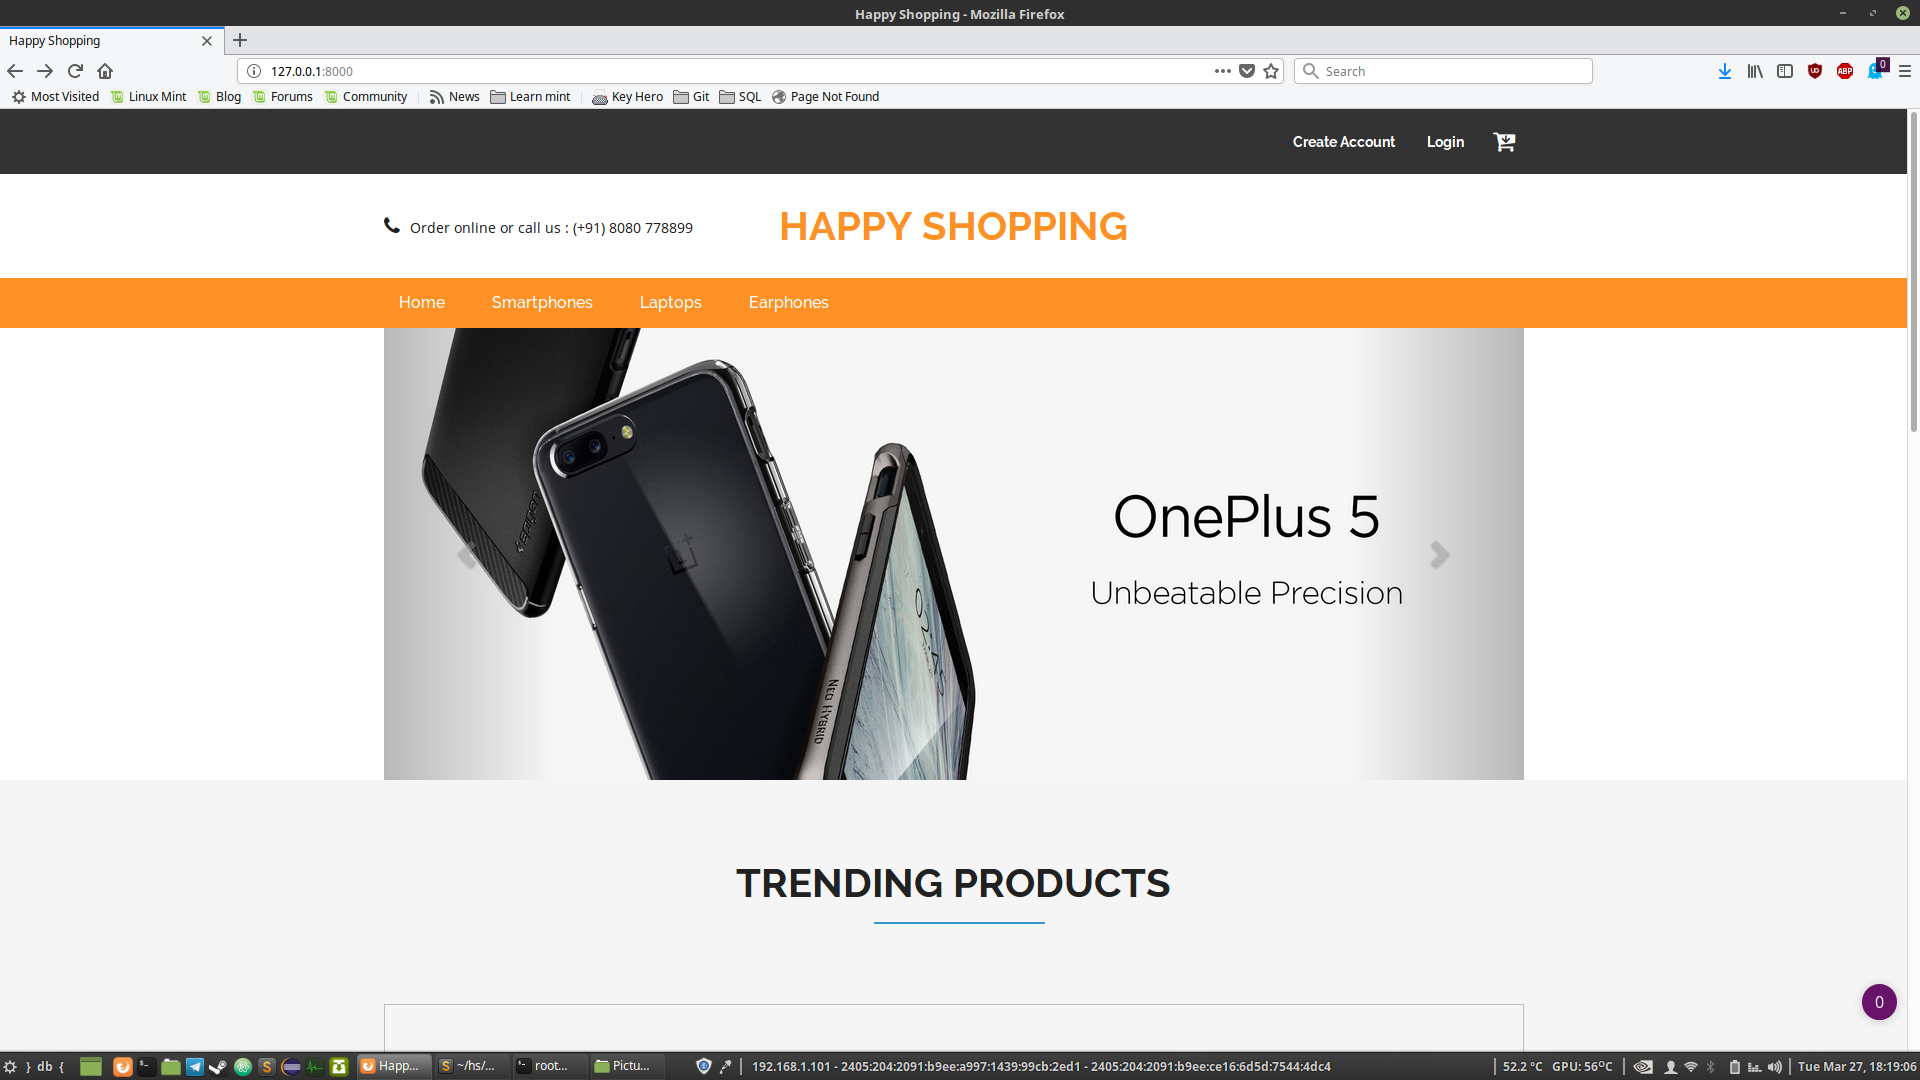 Happy Shopping - Mozilla Firefox
Happy Shopping
127.0.0.1:8000
Search
0
Most Visited Linux Mint Blog Forums Community News Learn mint Key Hero Git SQL Page Not Found
Create Account Login
Order online or call us : (+91) 8080 778899
HAPPY SHOPPING
Home Smartphones Laptops Earphones
spigen
NEO HYBRID
OnePlus 5
Unbeatable Precision
TRENDING PRODUCTS
0
} db { Happ... ~/hs/... root... Pictu... 192.168.1.101 - 2405:204:2091:b9ee:a997:1439:99cb:2ed1 - 2405:204:2091:b9ee:ce16:6d5d:7544:4dc4 52.2 °C GPU: 56°C Tue Mar 27, 18:19:06